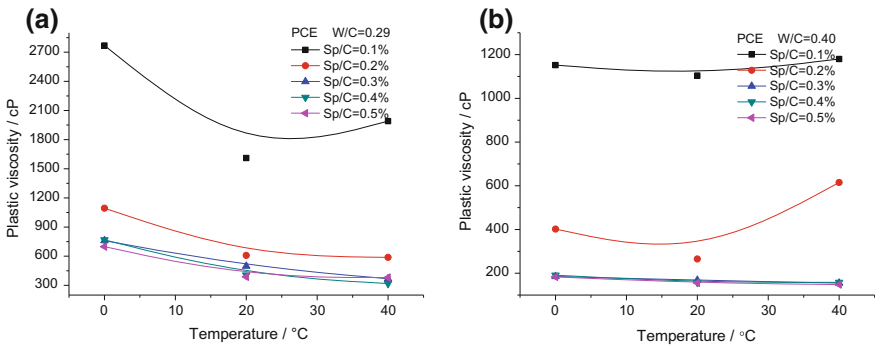 (a)
PCE W/C=0.29
Sp/C=0.1%
Sp/C=0.2%
Sp/C=0.3%
Sp/C=0.4%
Sp/C=0.5%
2700
2400
2100
1800
1500
1200
900
600
300
Plastic viscosity / cP
0 10 20 30 40
Temperature / °C
(b)
PCE W/C=0.40
Sp/C=0.1%
Sp/C=0.2%
Sp/C=0.3%
Sp/C=0.4%
Sp/C=0.5%
1200
1000
800
600
400
200
Plastic viscosity / cP
0 10 20 30 40
Temperature / °C